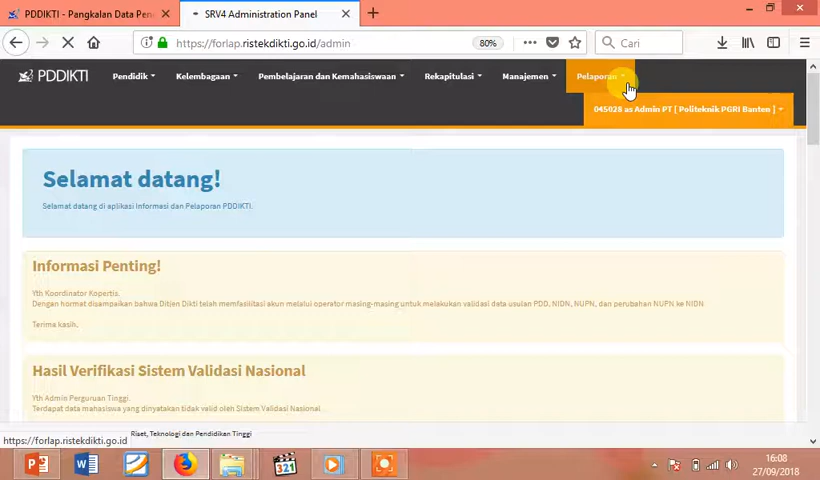 PDDIKTI - Pangkalan Data Pen
SRV4 Administration Panel
https://forlap.ristekdikti.go.id/admin
80%
Cari
PDDIKTI
Pendidik
Kelembagaan
Pembelajaran dan Kemahasiswaan
Rekapitulasi
Manajemen
Pelaporan
045028 as Admin PT [ Politeknik PGRI Banten ]
Selamat datang!
Selamat datang di aplikasi Informasi dan Pelaporan PDDIKTI.
Informasi Penting!
Yth Koordinator Kopertis.
Dengan hormat disampaikan bahwa Ditjen Dikti telah memfasilitasi akun melalui operator masing-masing untuk melakukan validasi data usulan PDD, NIDN, NUPN, dan perubahan NUPN ke NIDN
Terima kasih.
Hasil Verifikasi Sistem Validasi Nasional
Yth Admin Perguruan Tinggi.
Terdapat data mahasiswa yang dinyatakan tidak valid oleh Sistem Validasi Nasional.
Riset, Teknologi dan Pendidikan Tinggi
https://forlap.ristekdikti.go.id
321
16:08
27/09/2018